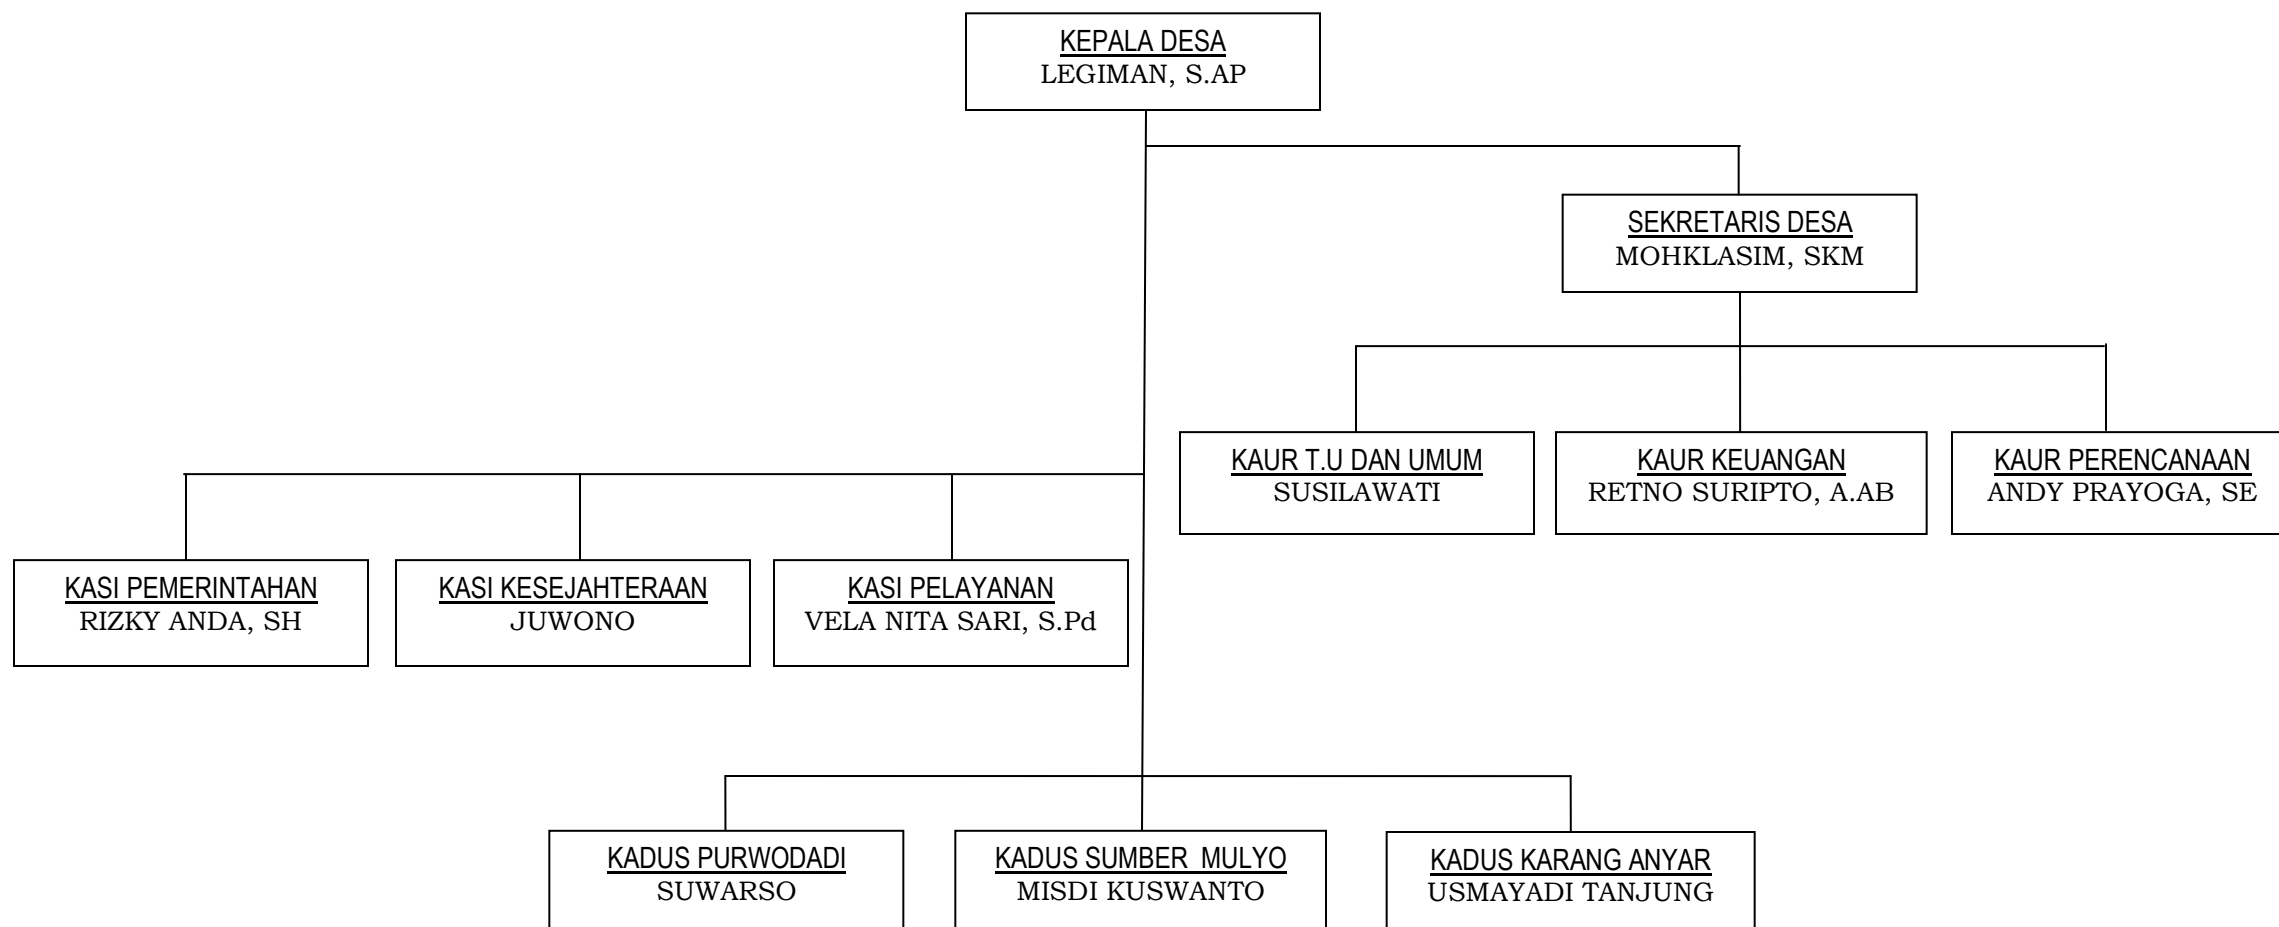 KEPALA DESA
LEGIMAN, S.AP
SEKRETARIS DESA
MOHKLASIM, SKM
KAUR T.U DAN UMUM
SUSILAWATI
KAUR KEUANGAN
RETNO SURIPTO, A.AB
KAUR PERENCANAAN
ANDY PRAYOGA, SE
KASI PEMERINTAHAN
RIZKY ANDA, SH
KASI KESEJAHTERAAN
JUWONO
KASI PELAYANAN
VELA NITA SARI, S.Pd
KADUS PURWODADI
SUWARSO
KADUS SUMBER  MULYO
MISDI KUSWANTO
KADUS KARANG ANYAR
USMAYADI TANJUNG